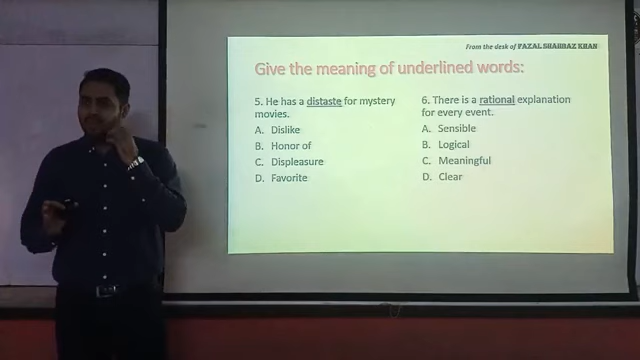 From the desk of FAZAL SHAHBAZ KHAN
Give the meaning of underlined words:
5. He has a distaste for mystery
movies.
A. Dislike
B. Honor of
C. Displeasure
D. Favorite
6. There is a rational explanation
for every event.
A. Sensible
B. Logical
C. Meaningful
D. Clear